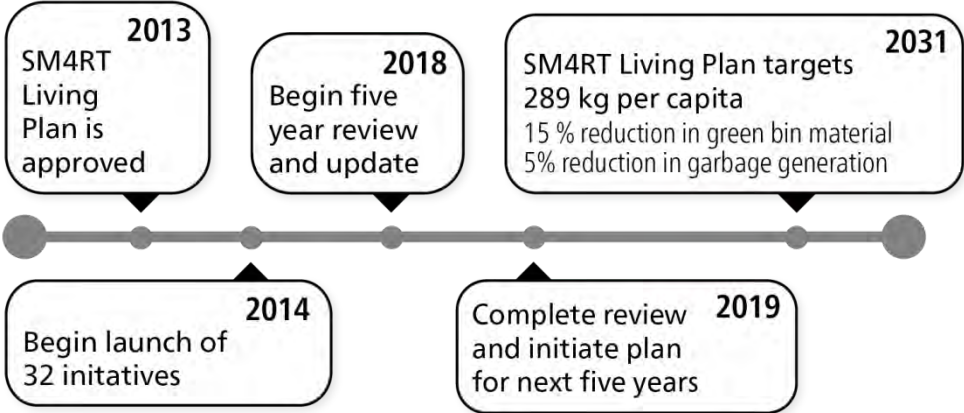 2013
SM4RT
Living
Plan is
approved
2018
Begin five
year review
and update
2031
SM4RT Living Plan targets
289 kg per capita
15 % reduction in green bin material
5% reduction in garbage generation
2014
Begin launch of
32 initatives
2019
Complete review
and initiate plan
for next five years